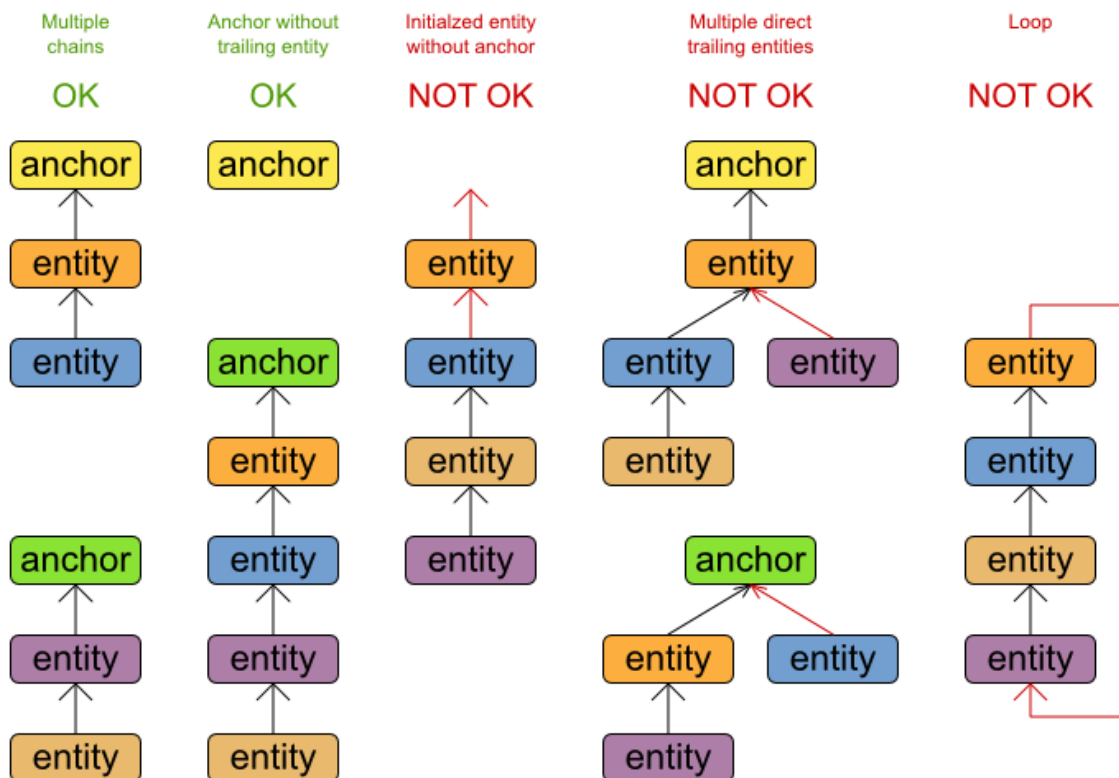 Multiple
chains
OK
anchor
entity
entity
anchor
entity
entity
Anchor without
trailing entity
OK
anchor
anchor
entity
entity
entity
entity
Initialzed entity
without anchor
NOT OK
entity
entity
entity
entity
Multiple direct
trailing entities
NOT OK
anchor
entity
entity
entity
entity
anchor
entity
entity
entity
Loop
NOT OK
entity
entity
entity
entity